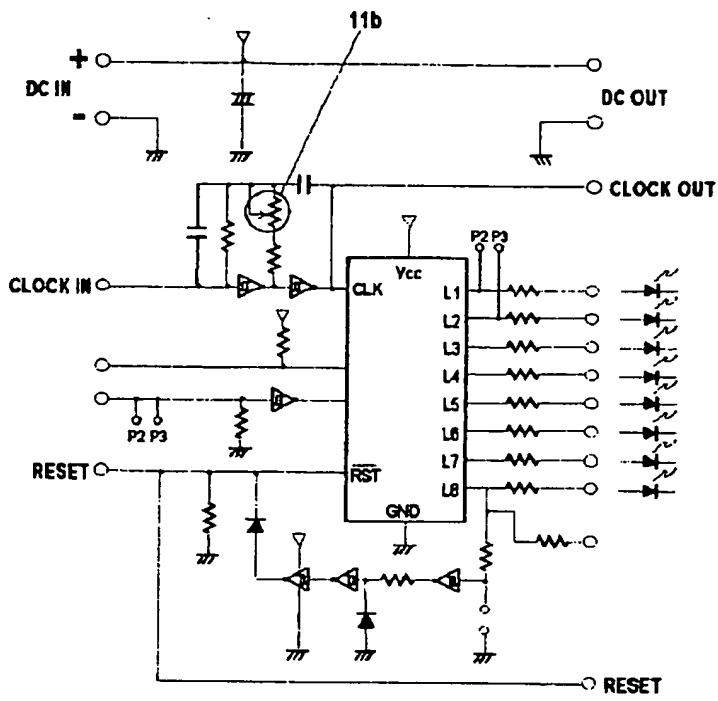 11b
+
DC IN
-
DC OUT
CLOCK OUT
P2 P3
Vcc
CLOCK IN
CLK
L1
L2
L3
L4
L5
L6
L7
L8
P2 P3
RESET
RST
GND
RESET